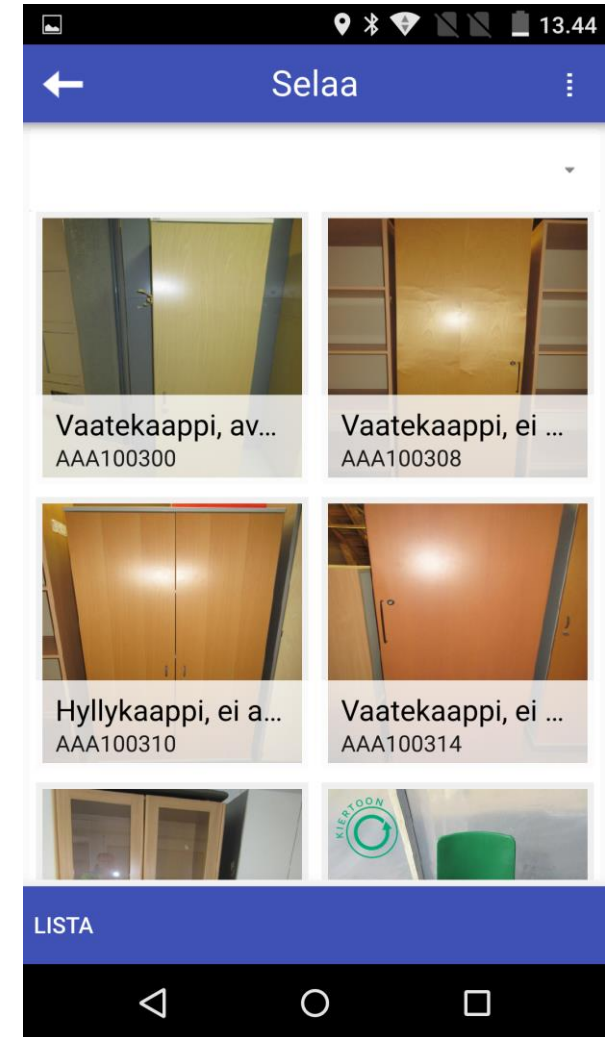 13.44
Selaa
Vaatekaappi, av...
AAA100300
Vaatekaappi, ei ...
AAA100308
Hyllykaappi, ei a...
AAA100310
Vaatekaappi, ei ...
AAA100314
KIERTOON
LISTA